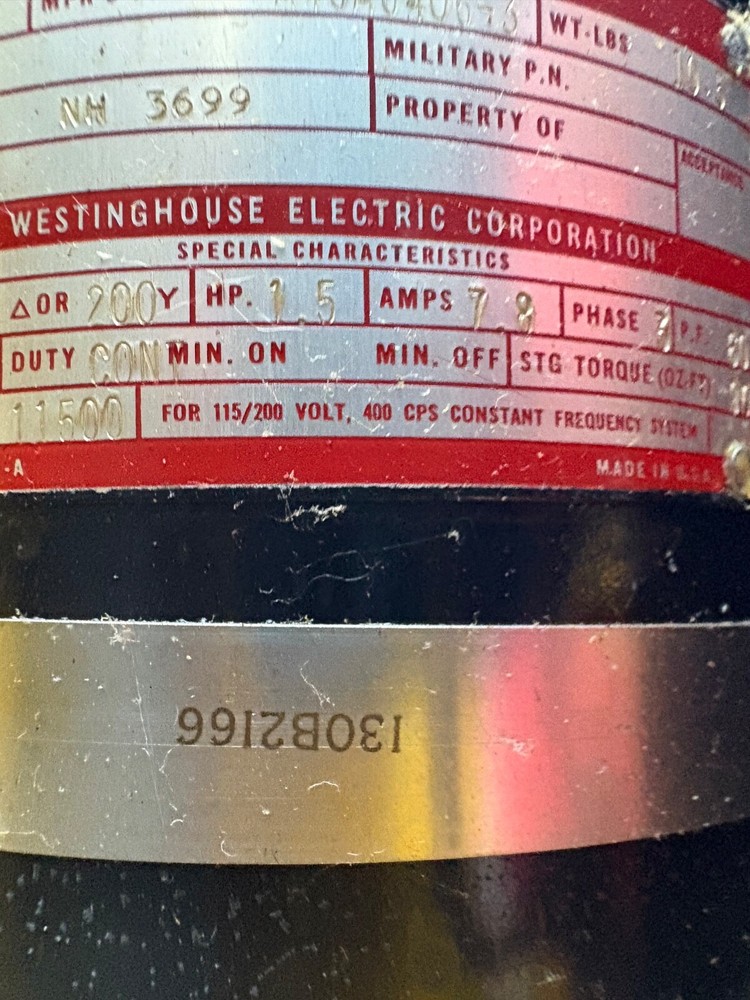 WT-LBS
MILITARY P.N.
NH 3699
PROPERTY OF
ACCEPTANCE
WESTINGHOUSE ELECTRIC CORPORATION
SPECIAL CHARACTERISTICS
△ OR 200 Y HP. 1.5 AMPS 7.8 PHASE 3 P.F.
DUTY CONT MIN. ON MIN. OFF STG TORQUE (OZ-FT)
11500 FOR 115/200 VOLT, 400 CPS CONSTANT FREQUENCY SYSTEM
-A MADE IN U.S.A.
130B2166